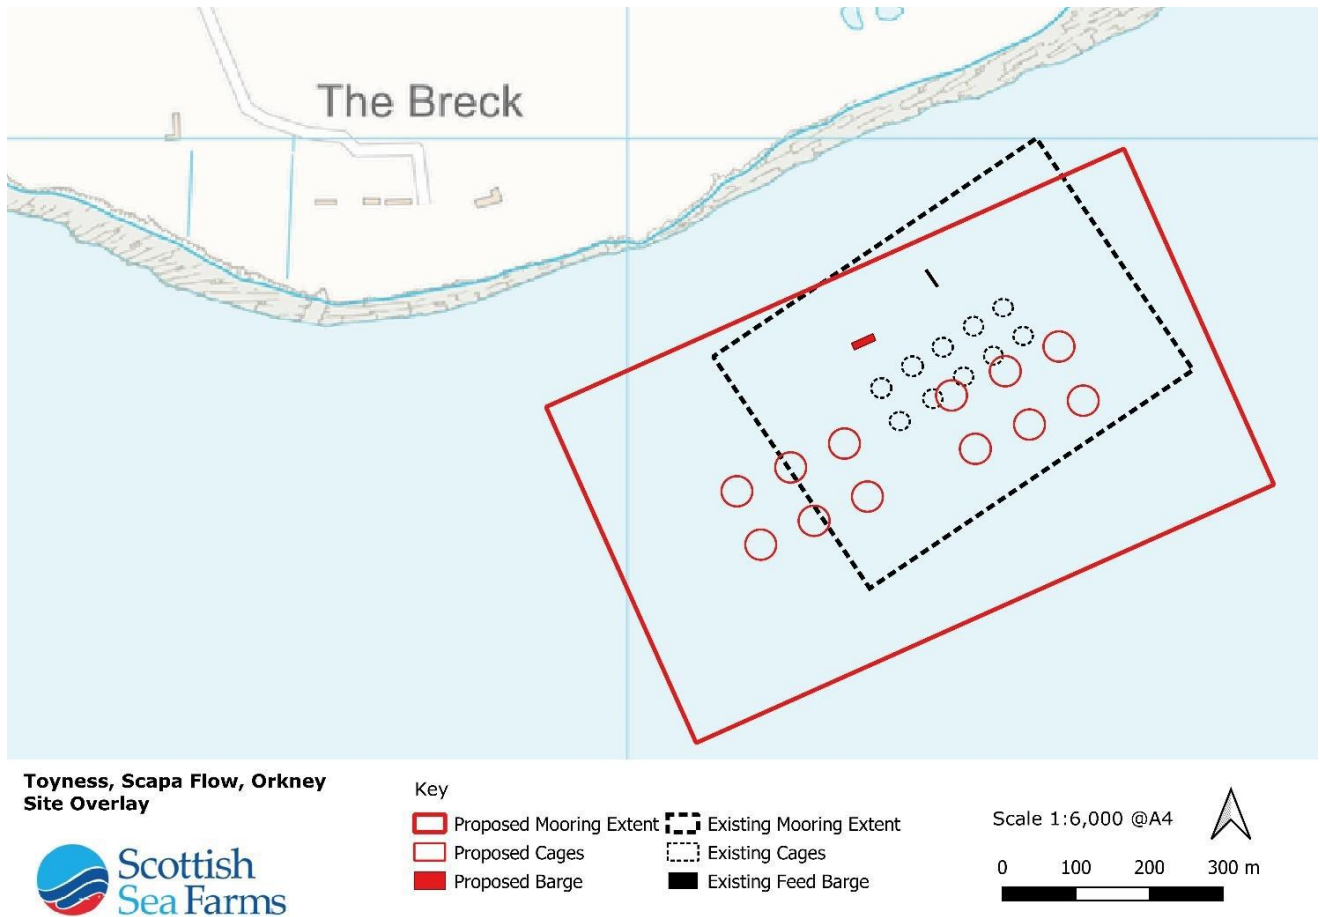 The Breck
Toyness, Scapa Flow, Orkney
Site Overlay
Scottish
Sea Farms
Key
Proposed Mooring Extent
Existing Mooring Extent
Proposed Cages
Existing Cages
Proposed Barge
Existing Feed Barge
Scale 1:6,000 @A4
0 100 200 300 m